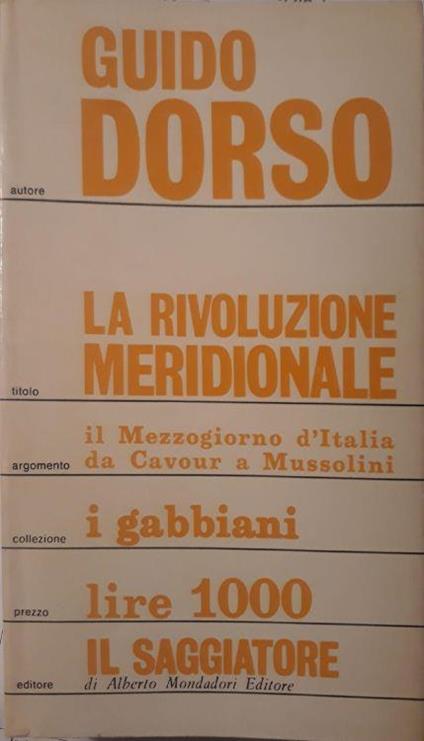 GUIDO
autore DORSO
LA RIVOLUZIONE
titolo MERIDIONALE
il Mezzogiorno d'Italia
argomento da Cavour a Mussolini
collezione i gabbiani
prezzo lire 1000
IL SAGGIATORE
editore di Alberto Mondadori Editore